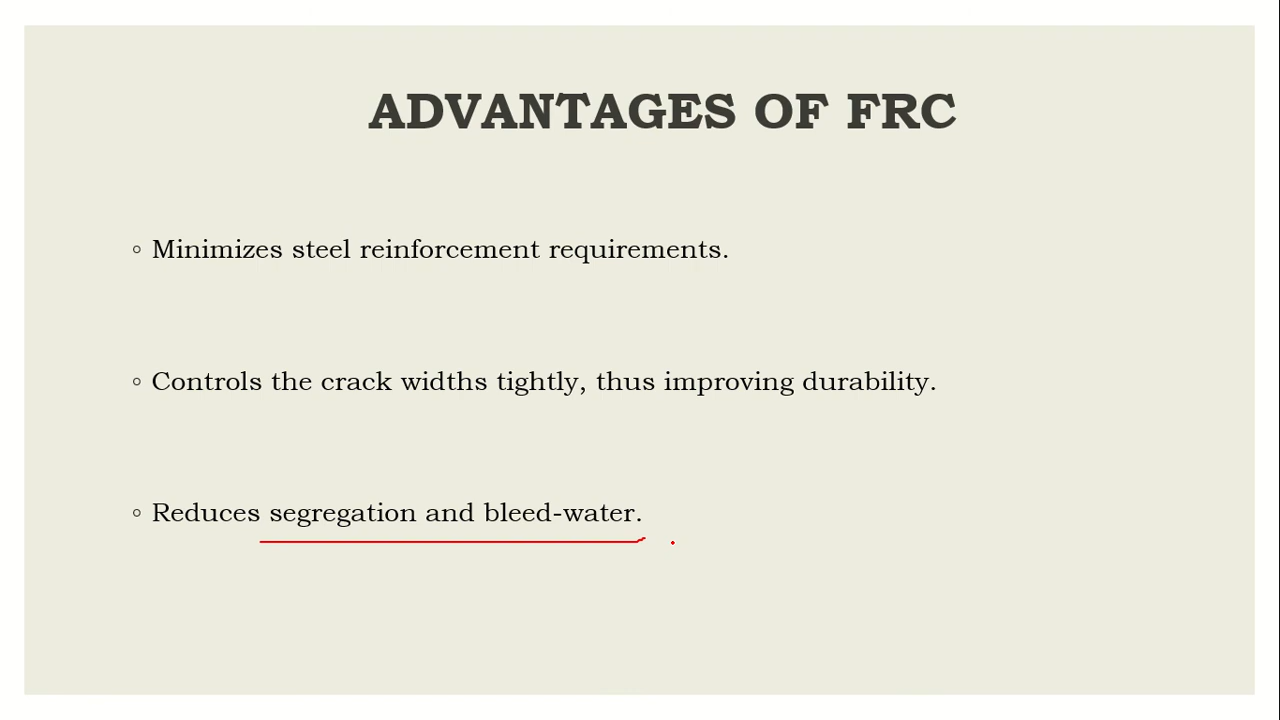 ADVANTAGES OF FRC
◦ Minimizes steel reinforcement requirements.
◦ Controls the crack widths tightly, thus improving durability.
◦ Reduces segregation and bleed-water.